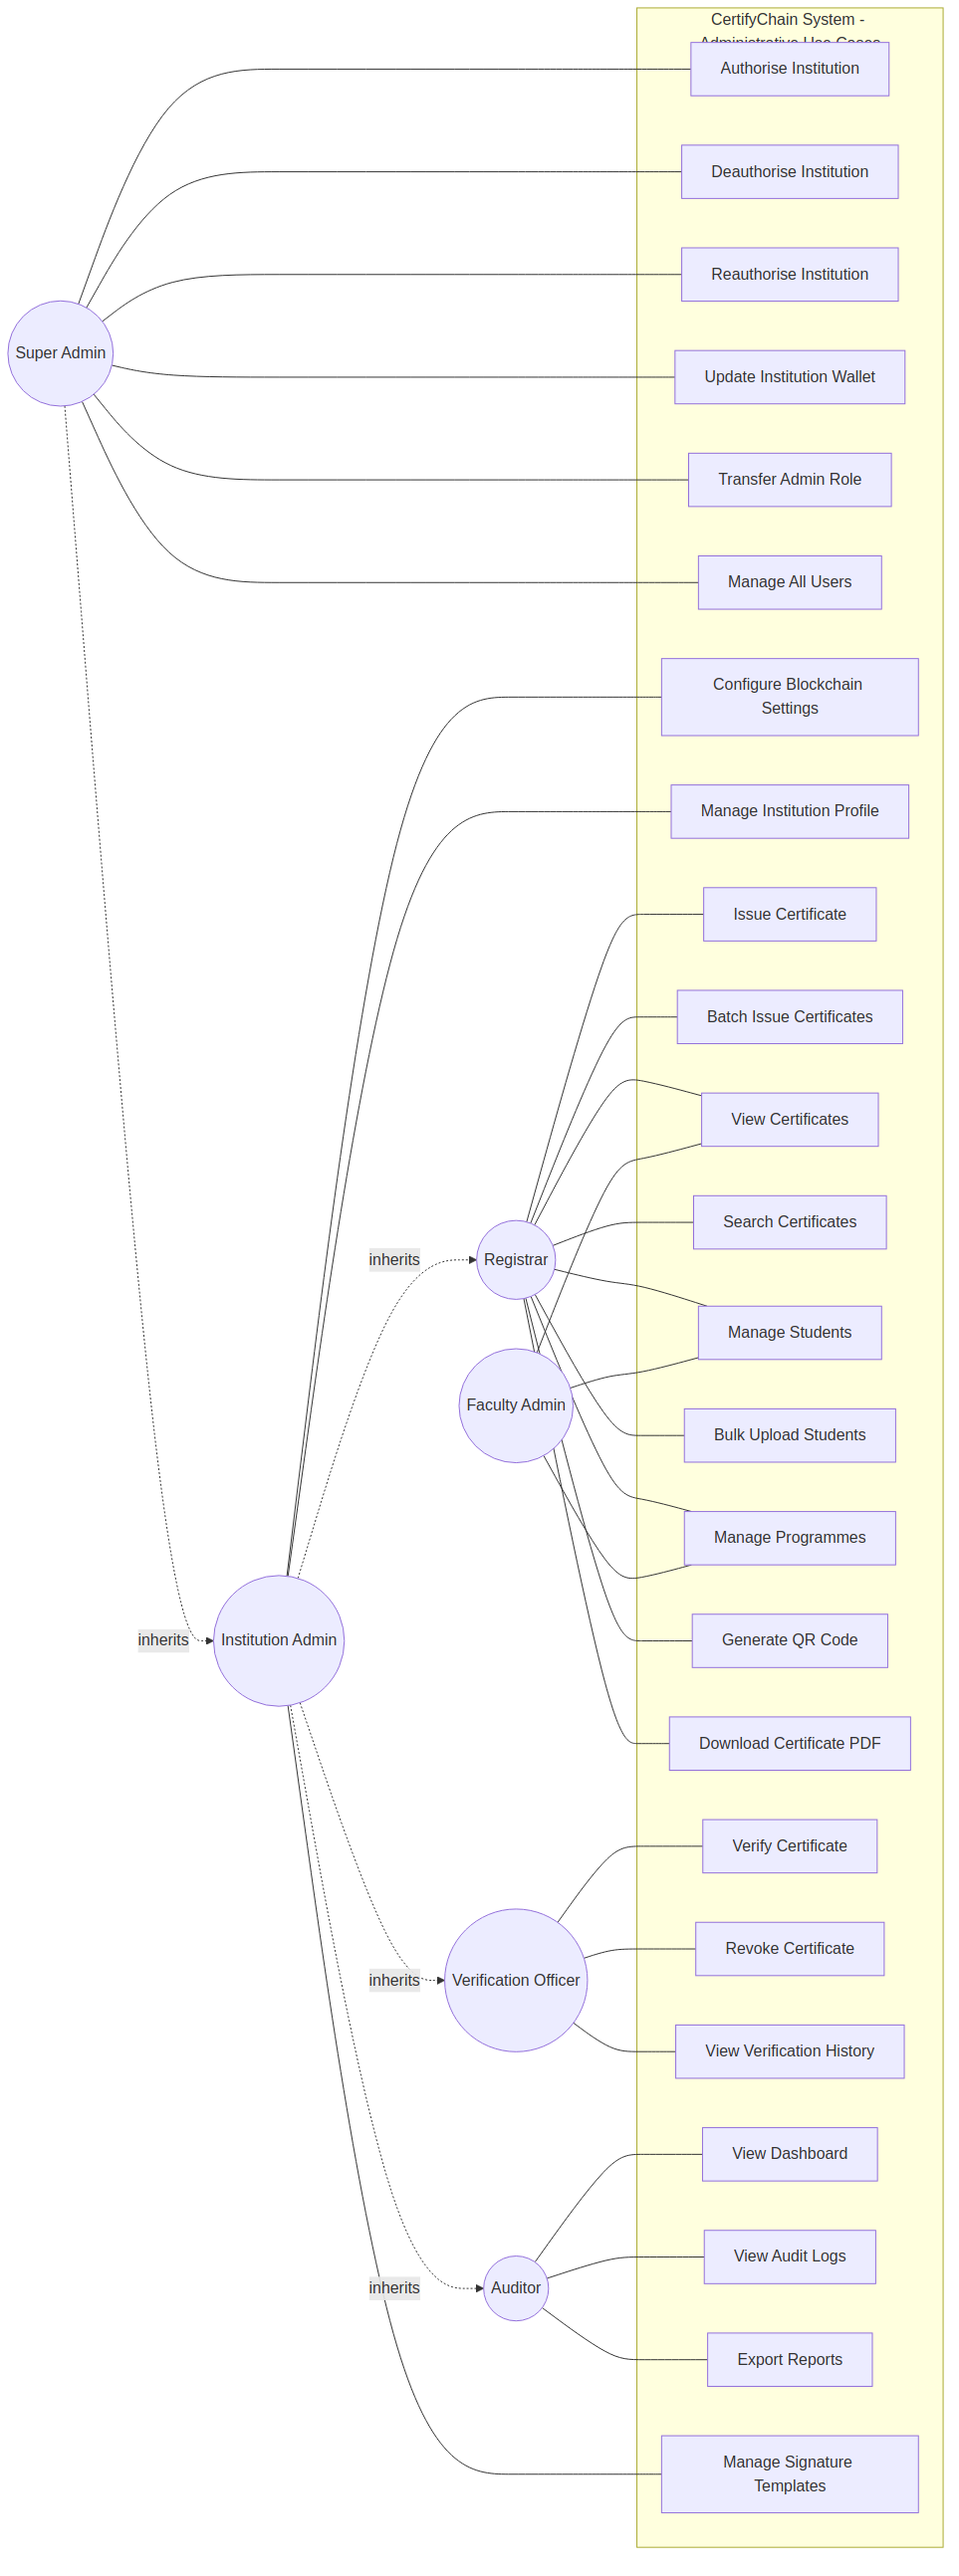 CertifyChain System -
Administrative Use Cases
Authorise Institution
Deauthorise Institution
Reauthorise Institution
Super Admin
Update Institution Wallet
Transfer Admin Role
Manage All Users
Configure Blockchain
Settings
Manage Institution Profile
Issue Certificate
Batch Issue Certificates
View Certificates
Search Certificates
inherits
Registrar
Manage Students
Faculty Admin
Bulk Upload Students
Manage Programmes
inherits
Institution Admin
Generate QR Code
Download Certificate PDF
Verify Certificate
Revoke Certificate
inherits
Verification Officer
View Verification History
View Dashboard
View Audit Logs
inherits
Auditor
Export Reports
Manage Signature
Templates